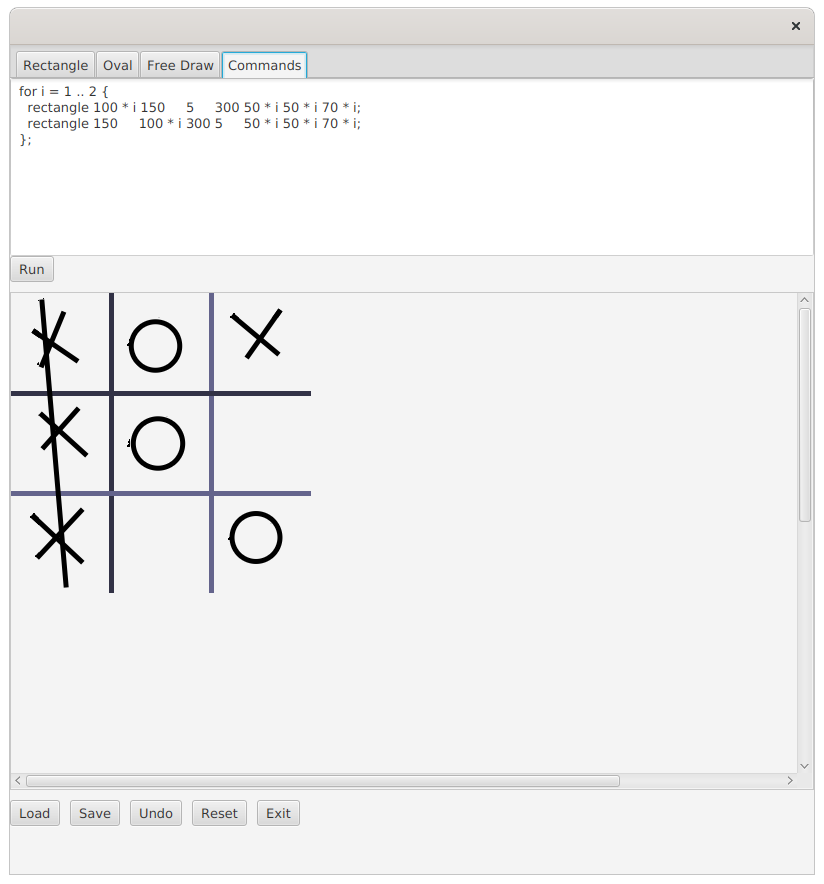 Rectangle Oval Free Draw Commands
for i = 1 .. 2 {
  rectangle 100 * i 150     5     300 50 * i 50 * i 70 * i;
  rectangle 150     100 * i 300 5     50 * i 50 * i 70 * i;
};
Run
Load Save Undo Reset Exit